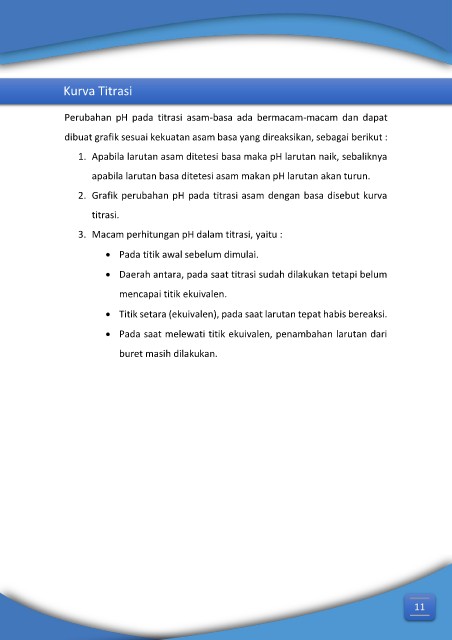 Kurva Titrasi
Perubahan pH pada titrasi asam-basa ada bermacam-macam dan dapat
dibuat grafik sesuai kekuatan asam basa yang direaksikan, sebagai berikut :
1. Apabila larutan asam ditetesi basa maka pH larutan naik, sebaliknya
apabila larutan basa ditetesi asam makan pH larutan akan turun.
2. Grafik perubahan pH pada titrasi asam dengan basa disebut kurva
titrasi.
3. Macam perhitungan pH dalam titrasi, yaitu :
• Pada titik awal sebelum dimulai.
• Daerah antara, pada saat titrasi sudah dilakukan tetapi belum
mencapai titik ekuivalen.
• Titik setara (ekuivalen), pada saat larutan tepat habis bereaksi.
• Pada saat melewati titik ekuivalen, penambahan larutan dari
buret masih dilakukan.
11